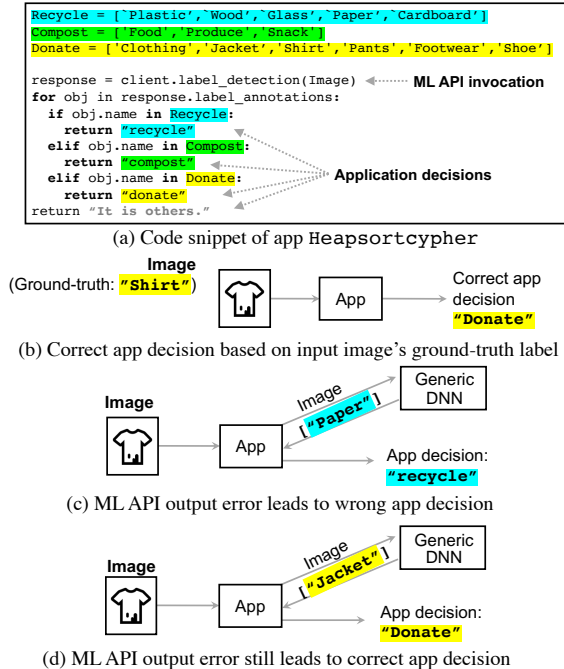 Recycle = [`Plastic',`Wood',`Glass',`Paper',`Cardboard']
Compost = ['Food','Produce','Snack']
Donate = ['Clothing','Jacket','Shirt','Pants','Footwear','Shoe']
response = client.label_detection(Image)
ML API invocation
for obj in response.label_annotations:
if obj.name in Recycle:
return ”recycle”
elif obj.name in Compost:
return ”compost”
Application decisions
elif obj.name in Donate:
return ”donate”
return “It is others.”
(a) Code snippet of app Heapsortcypher
Image
(Ground-truth: ”Shirt”)
App
Correct app
decision
“Donate”
(b) Correct app decision based on input image’s ground-truth label
Image
App
Image
[“Paper”]
Generic
DNN
App decision:
“recycle”
(c) ML API output error leads to wrong app decision
Image
App
Image
[“Jacket”]
Generic
DNN
App decision:
“Donate”
(d) ML API output error still leads to correct app decision